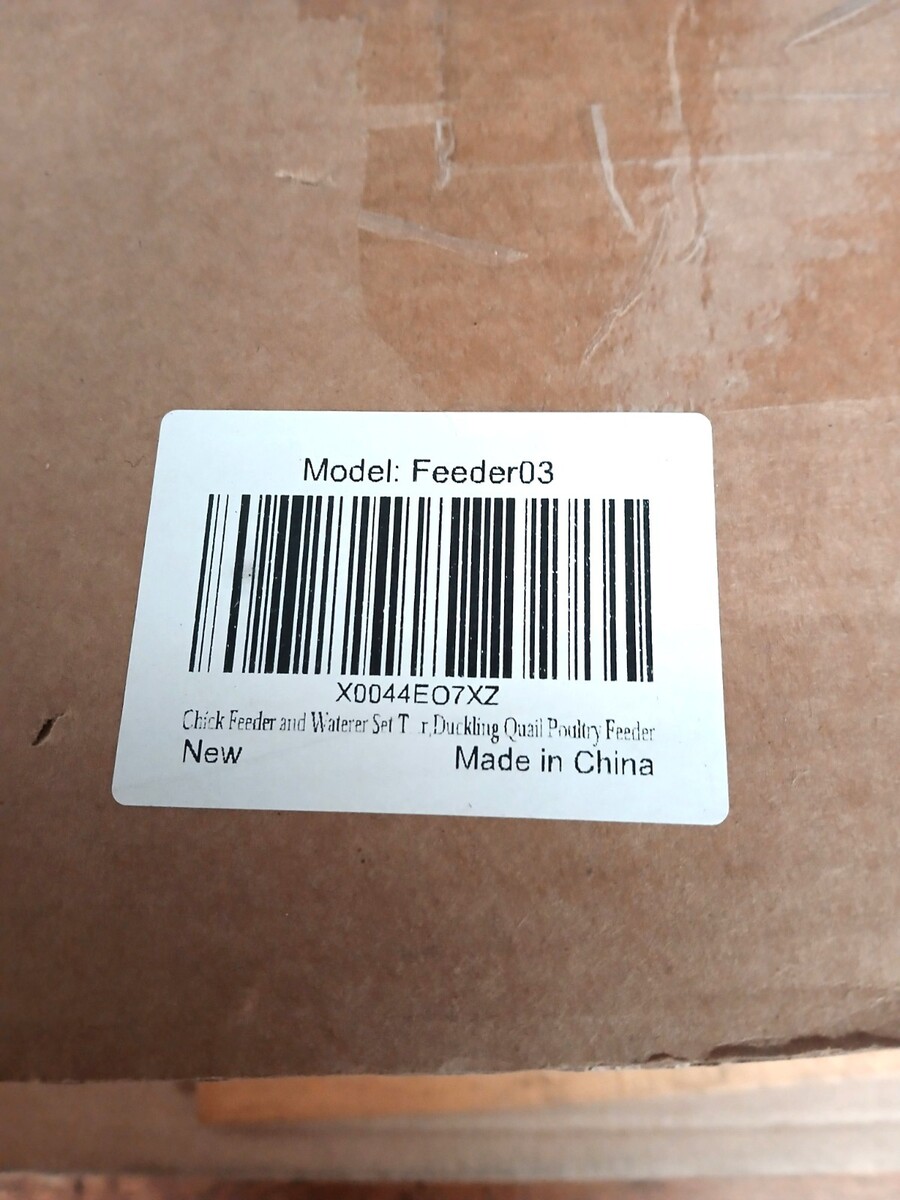 Model: Feeder03
X0044EO7XZ
Chick Feeder and Waterer Set T r,Duckling Quail Poultry Feeder
New
Made in China